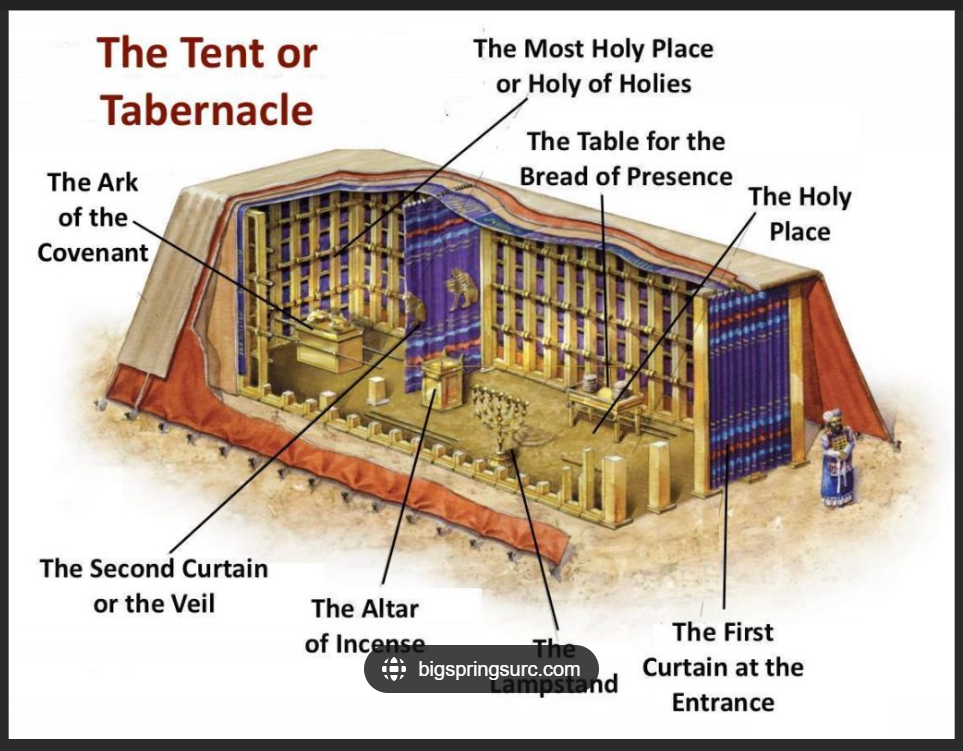 The Tent or
Tabernacle
The Most Holy Place
or Holy of Holies
The Table for the
Bread of Presence
The Holy
Place
The Ark
of the
Covenant
The Second Curtain
or the Veil
The Altar
of Incense
The
Lampstand
The First
Curtain at the
Entrance
bigspringsurc.com